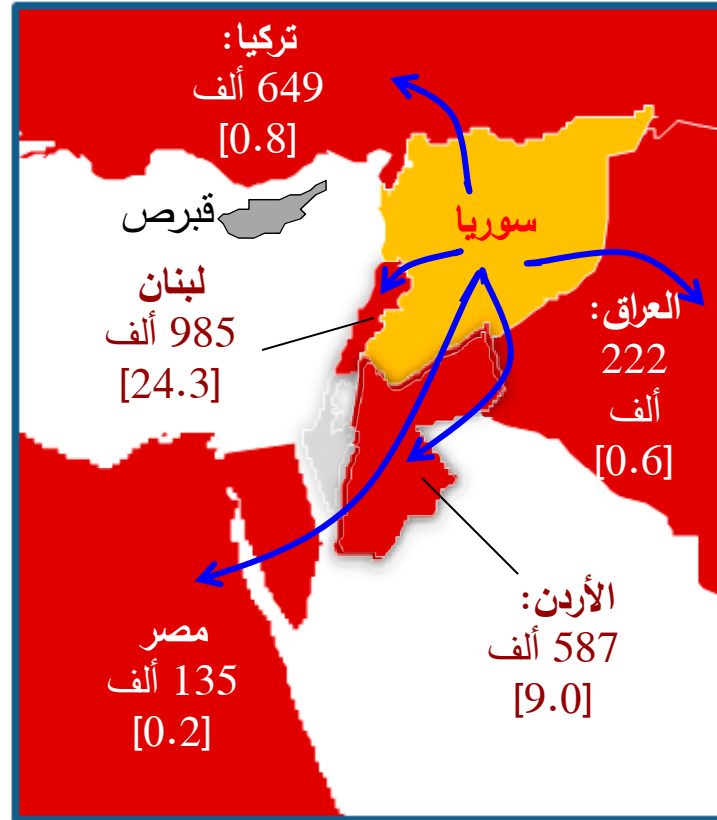 تركيا:
649 ألف
[0.8]
قبرص
سوريا
لبنان
985 ألف
[24.3]
العراق:
222
ألف
[0.6]
الأردن:
587 ألف
[9.0]
مصر
135 ألف
[0.2]